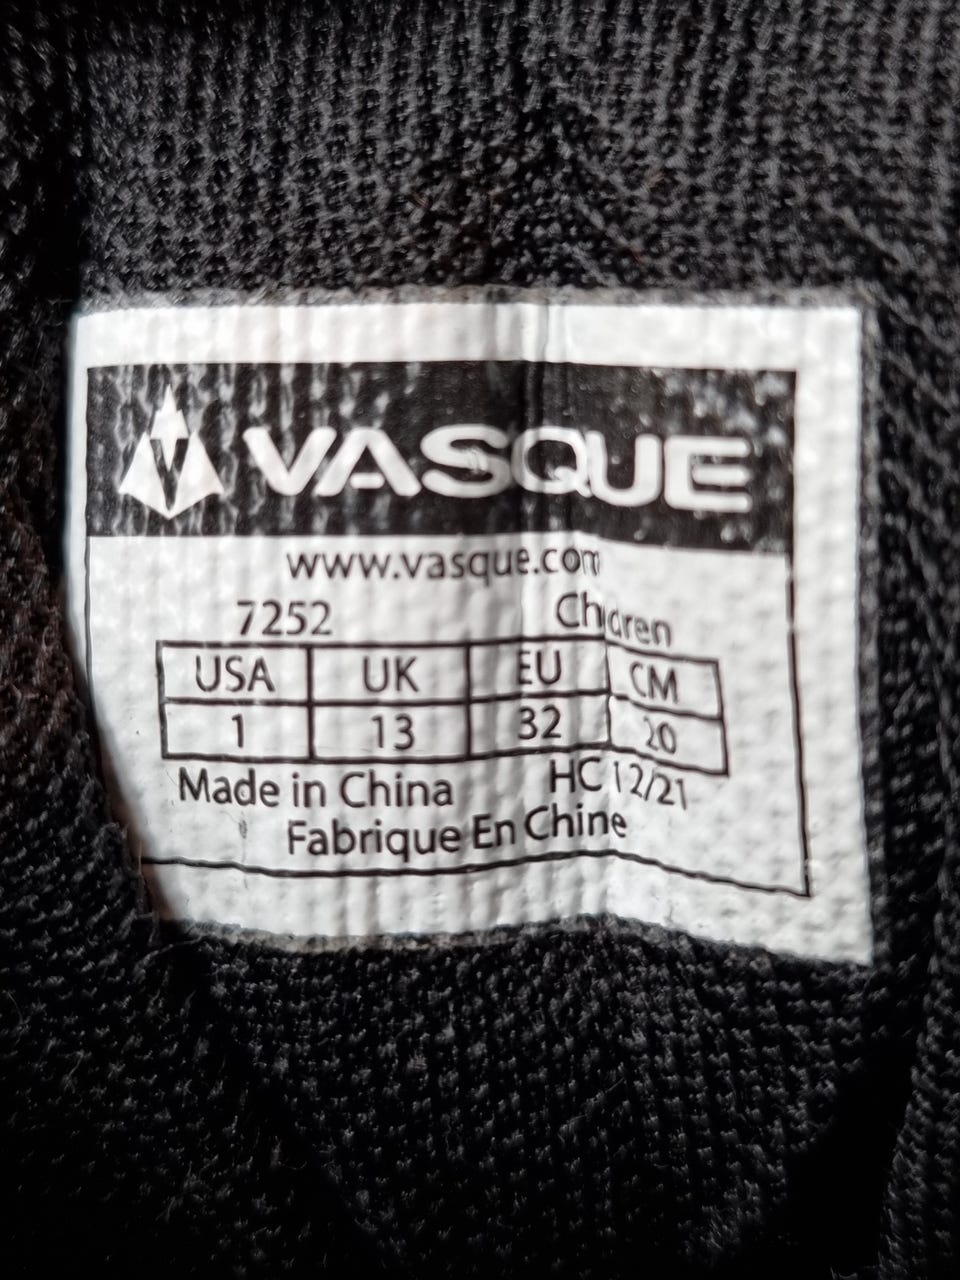 VASQUE
www.vasque.com
7252 Children
USA UK EU CM
1 13 32 20
Made in China HC 12/21
Fabrique En Chine